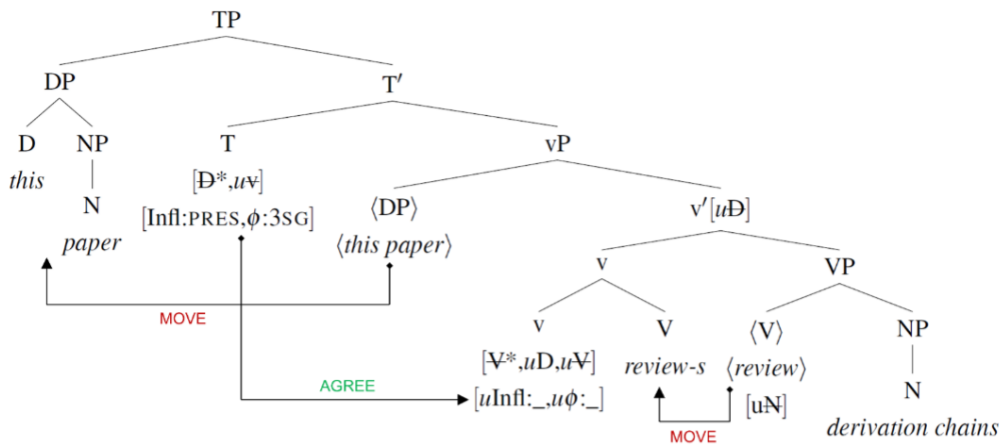 TP
DP T′
D NP T vP
this [D̶*,uv̶] ⟨DP⟩ v′[uD̶]
N [Infl:PRES,ϕ:3SG] ⟨this paper⟩
paper v VP
MOVE
v V ⟨V⟩ NP
[V̶*,uD,uV̶] review-s ⟨review⟩
AGREE [uInfl:_,uϕ:_] [uN̶] N
MOVE derivation chains